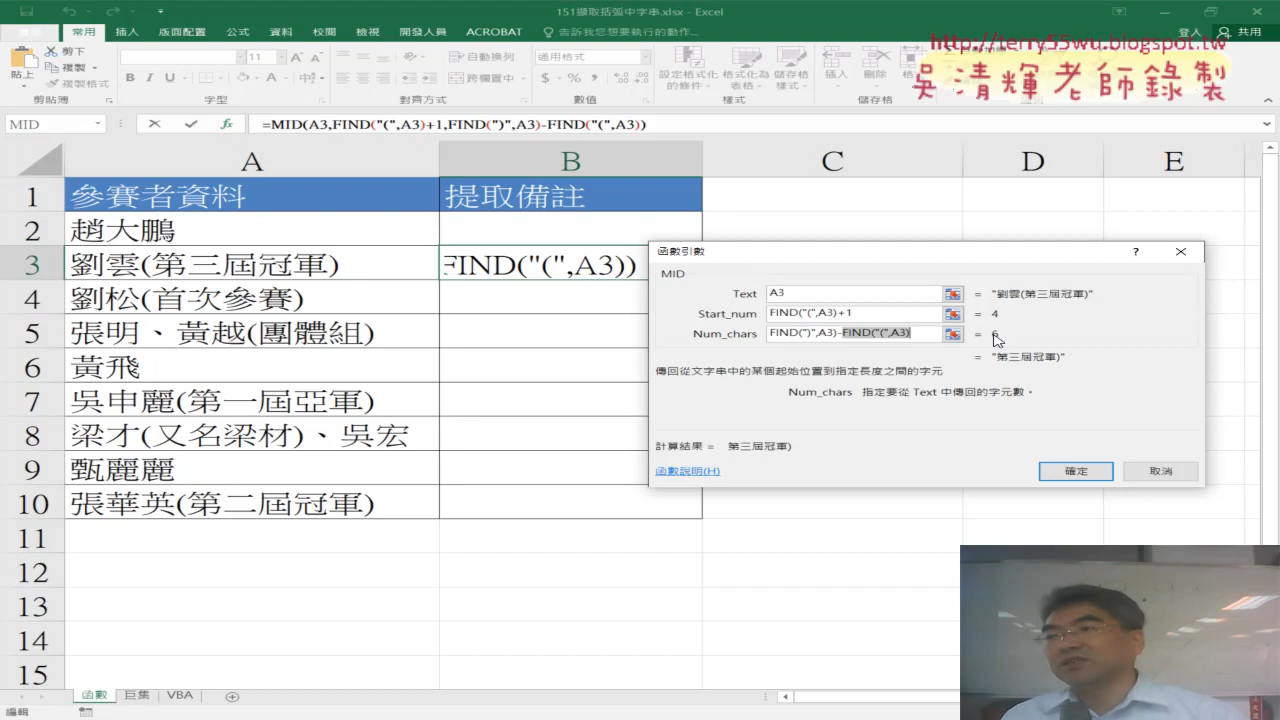 151擷取括弧中字串.xlsx - Excel
常用 插入 版面配置 公式 資料 校閱 檢視 開發人員 ACROBAT 告訴我您想要執行的動作... 登入 共用
http://terry55wu.blogspot.tw
吳清輝老師錄製
貼上 剪下 複製 複製格式 11 B I U 自動換列 跨欄置中 通用格式 $ % 設定格式化的條件 格式化為表格 儲存格樣式 插入 刪除
剪貼簿 字型 對齊方式 數值 樣式 儲存格
MID =MID(A3,FIND("(",A3)+1,FIND(")",A3)-FIND("(",A3))
A B C D E
1 參賽者資料 提取備註
2 趙大鵬
3 劉雲(第三屆冠軍) FIND("(",A3))
4 劉松(首次參賽)
5 張明、黃越(團體組)
6 黃飛
7 吳申麗(第一屆亞軍)
8 梁才(又名梁材)、吳宏
9 甄麗麗
10 張華英(第二屆冠軍)
11
12
13
14
15
函數引數 ?
MID
Text A3 = "劉雲(第三屆冠軍)"
Start_num FIND("(",A3)+1 = 4
Num_chars FIND(")",A3)-FIND("(",A3) = 6
= "第三屆冠軍)"
傳回從文字串中的某個起始位置到指定長度之間的字元
Num_chars 指定要從 Text 中傳回的字元數。
計算結果 = 第三屆冠軍)
函數說明(H) 確定 取消
函數 巨集 VBA
編輯